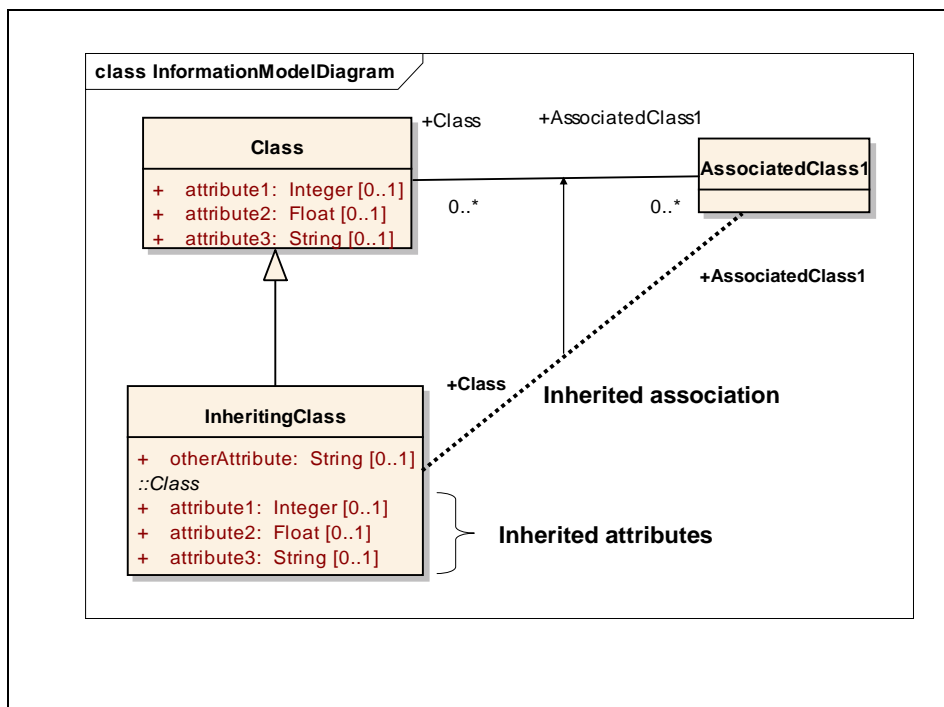 class InformationModelDiagram
+Class
+AssociatedClass1
Class
AssociatedClass1
+ attribute1: Integer [0..1]
+ attribute2: Float [0..1]
+ attribute3: String [0..1]
0..*
0..*
+AssociatedClass1
+Class
Inherited association
InheritingClass
+ otherAttribute: String [0..1]
::Class
+ attribute1: Integer [0..1]
+ attribute2: Float [0..1]
+ attribute3: String [0..1]
Inherited attributes